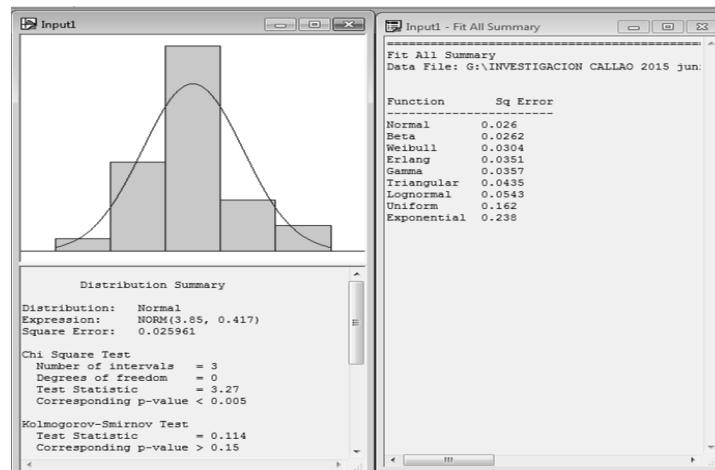 Input1
Distribution Summary
Distribution: Normal
Expression: NORM(3.85, 0.417)
Square Error: 0.025961
Chi Square Test
Number of intervals = 3
Degrees of freedom = 0
Test Statistic = 3.27
Corresponding p-value < 0.005
Kolmogorov-Smirnov Test
Test Statistic = 0.114
Corresponding p-value > 0.15
Input1 - Fit All Summary
Fit All Summary
Data File: G:\INVESTIGACION CALLAO 2015 jun
Function Sq Error
Normal 0.026
Beta 0.0262
Weibull 0.0304
Erlang 0.0351
Gamma 0.0357
Triangular 0.0435
Lognormal 0.0543
Uniform 0.162
Exponential 0.238